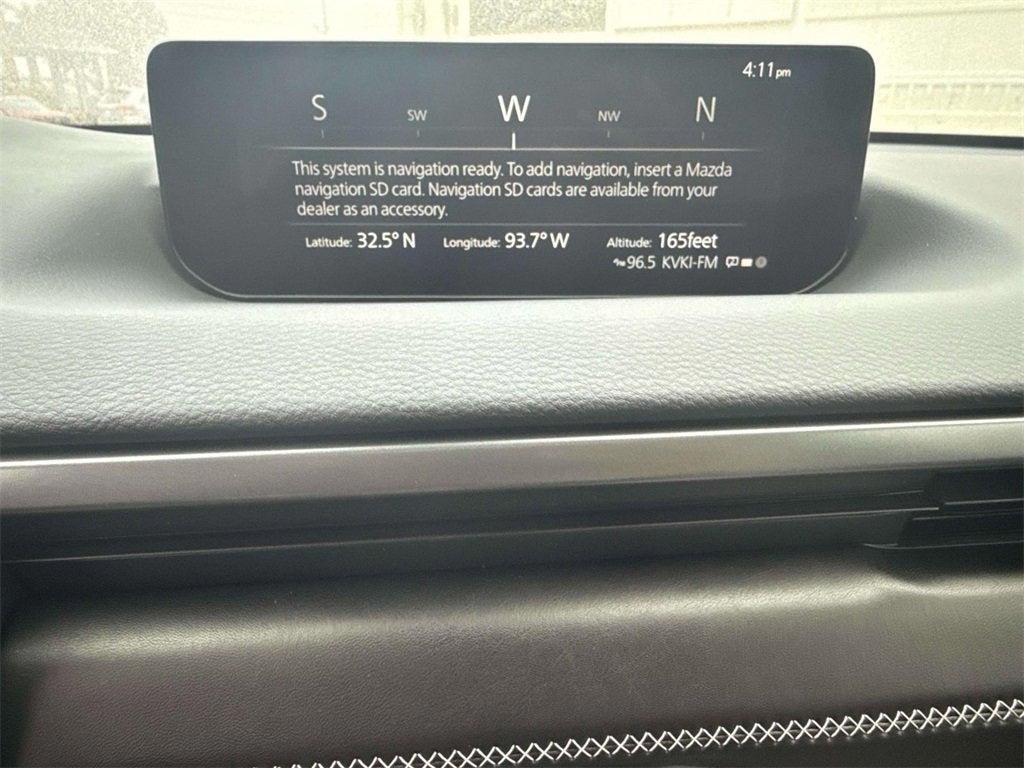 4:11pm
S SW W NW N
This system is navigation ready. To add navigation, insert a Mazda
navigation SD card. Navigation SD cards are available from your
dealer as an accessory.
Latitude: 32.5° N Longitude: 93.7° W Altitude: 165feet
96.5 KVKI-FM